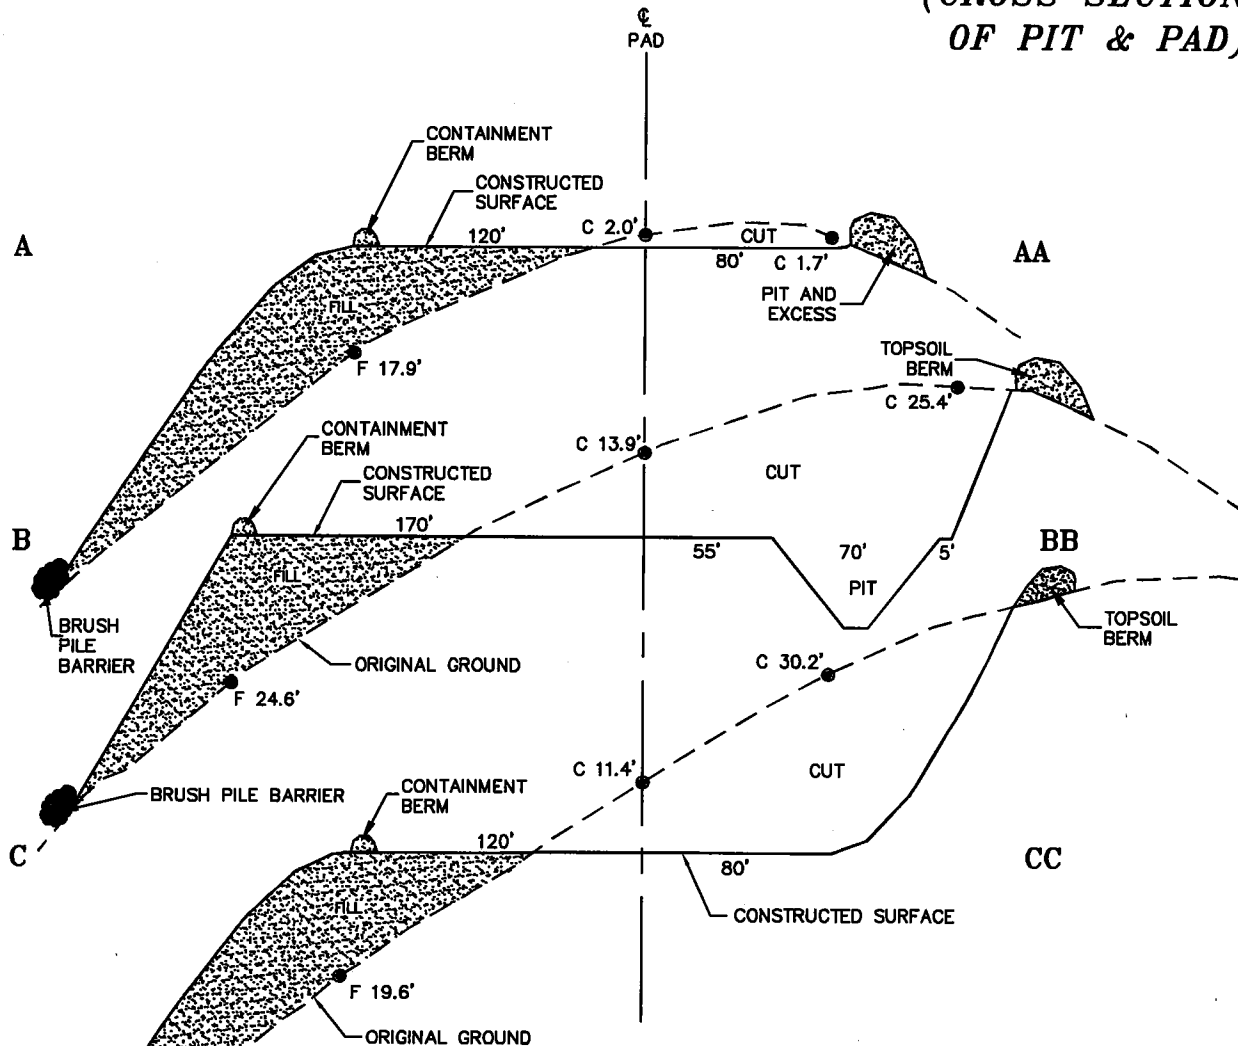 (CROSS SECTION
OF PIT & PAD)
℄
PAD
CONTAINMENT
BERM
CONSTRUCTED
SURFACE
A
120'
C 2.0'
CUT
80'
C 1.7'
AA
PIT AND
EXCESS
FILL
F 17.9'
TOPSOIL
BERM
C 25.4'
CONTAINMENT
BERM
CONSTRUCTED
SURFACE
C 13.9'
CUT
B
170'
55'
70'
5'
BB
PIT
FILL
BRUSH
PILE
BARRIER
ORIGINAL GROUND
TOPSOIL
BERM
F 24.6'
C 30.2'
C 11.4'
CUT
BRUSH PILE BARRIER
CONTAINMENT
BERM
C
120'
80'
CC
FILL
CONSTRUCTED SURFACE
F 19.6'
ORIGINAL GROUND